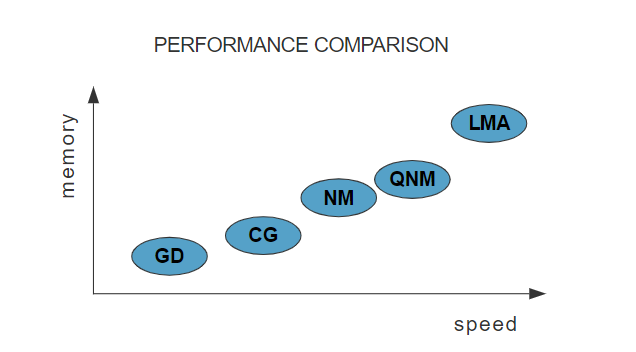 PERFORMANCE COMPARISON
memory
LMA
QNM
NM
CG
GD
speed